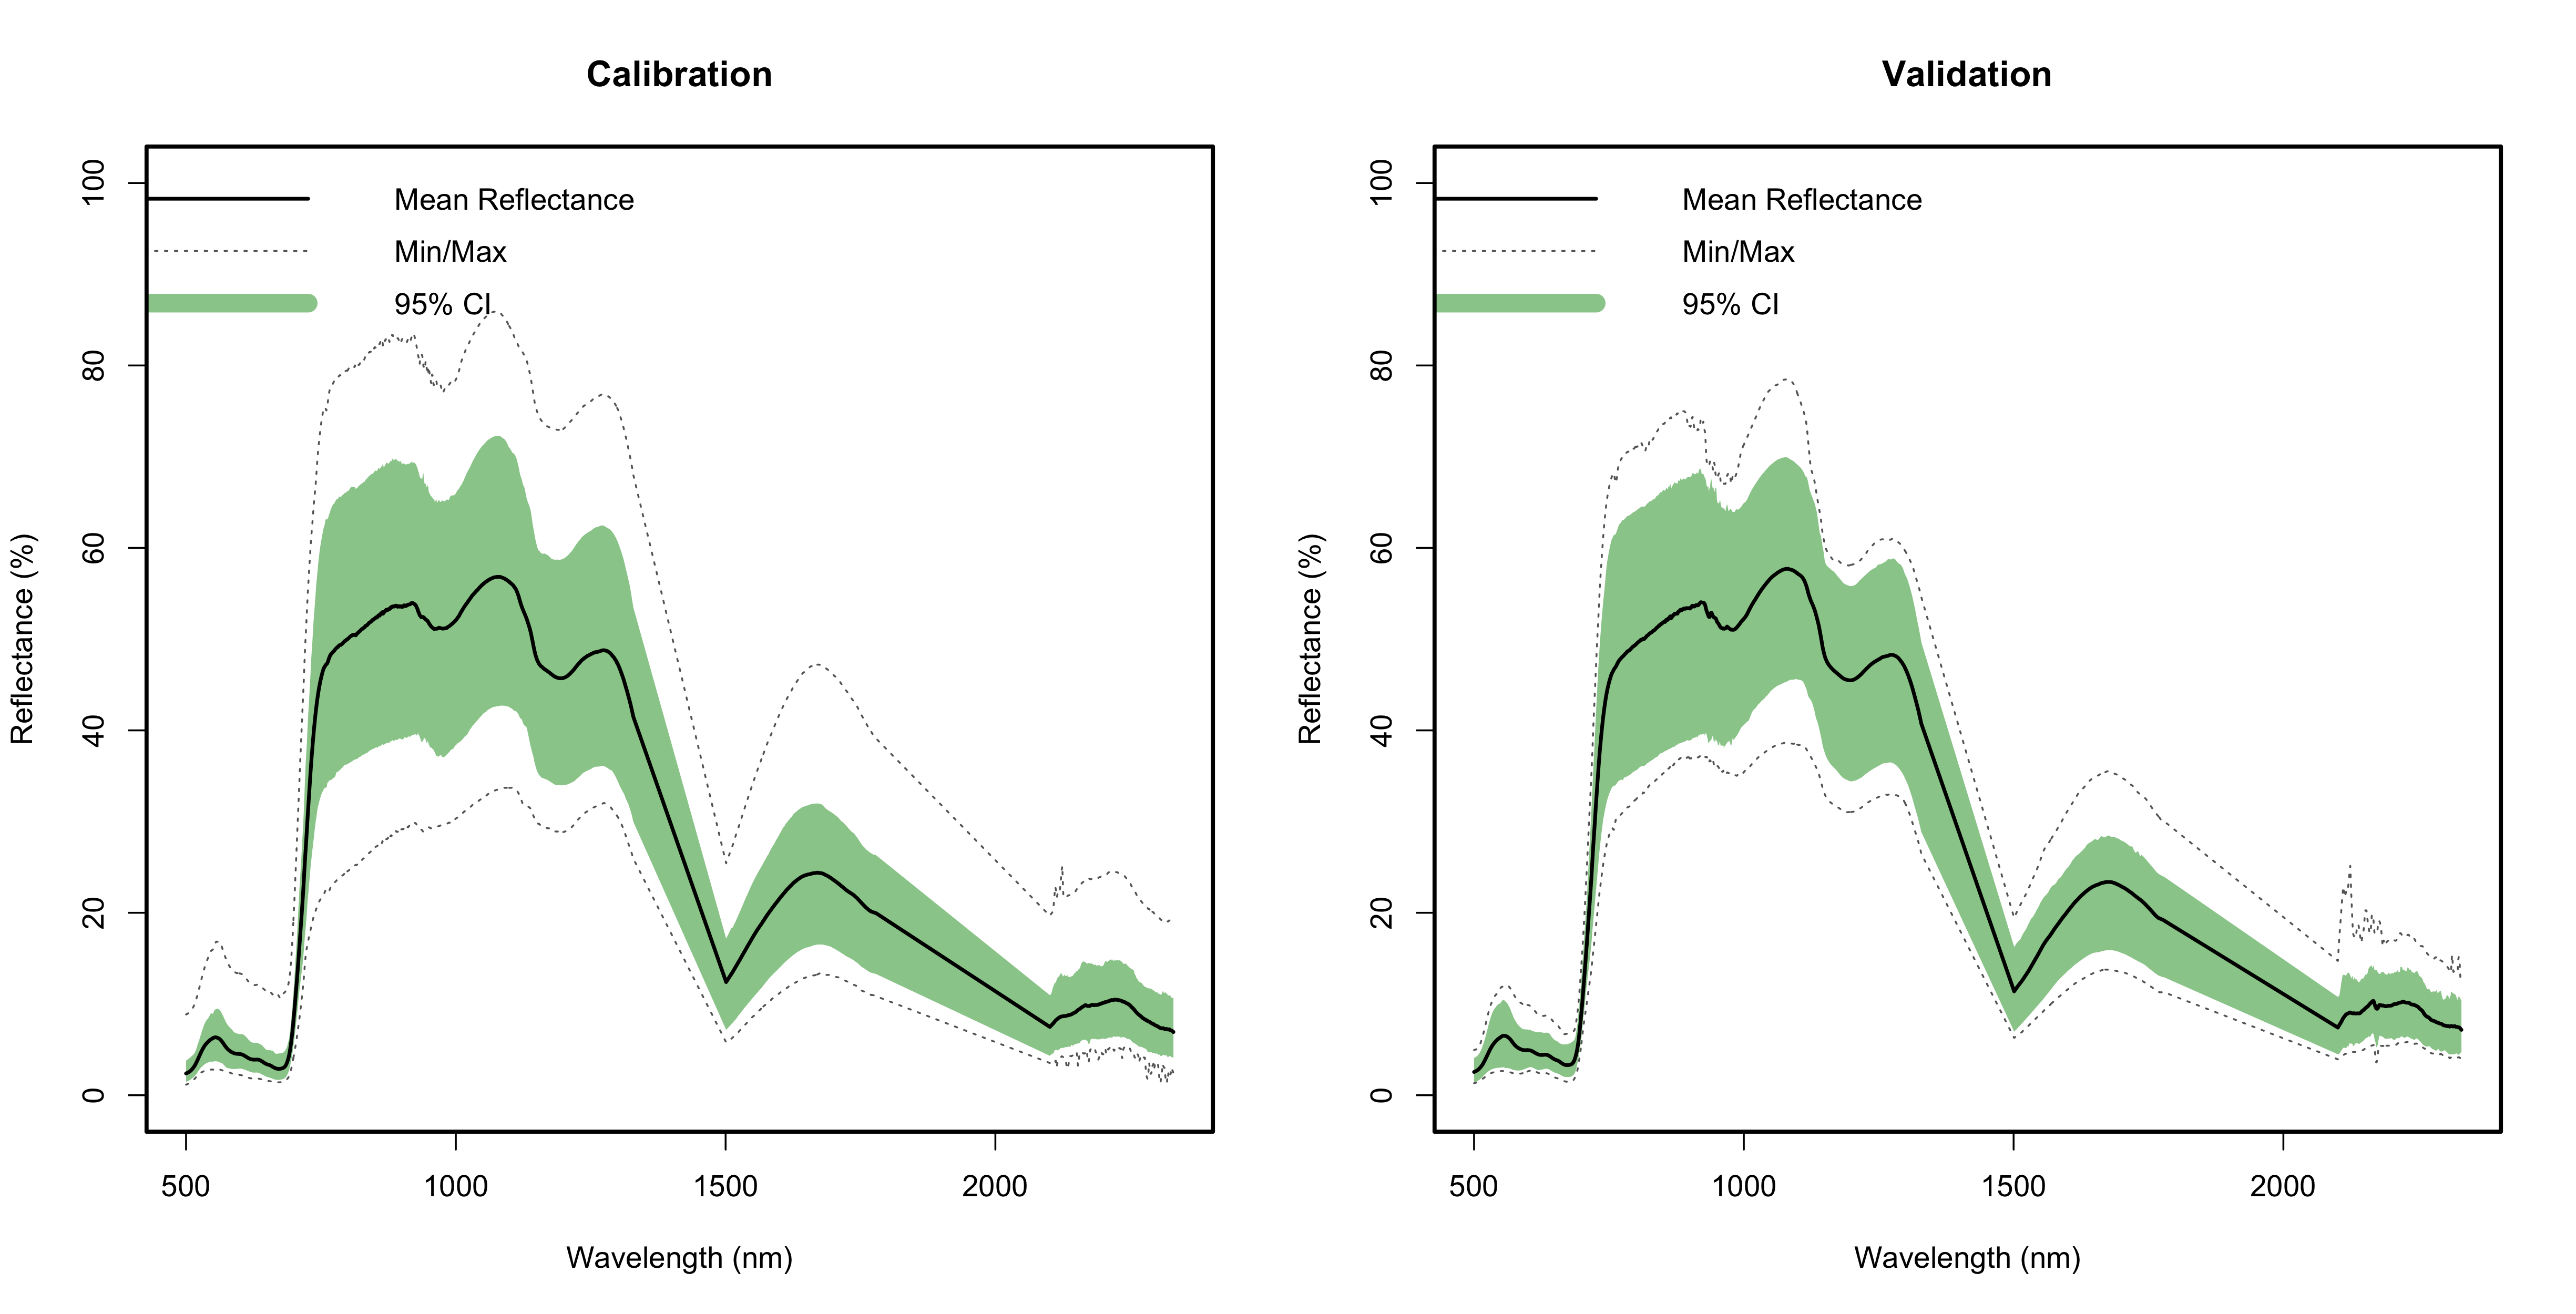 Calibration
Reflectance (%)
100
80
60
40
20
0
Mean Reflectance
Min/Max
95% CI
500 1000 1500 2000
Wavelength (nm)
Validation
Reflectance (%)
100
80
60
40
20
0
Mean Reflectance
Min/Max
95% CI
500 1000 1500 2000
Wavelength (nm)